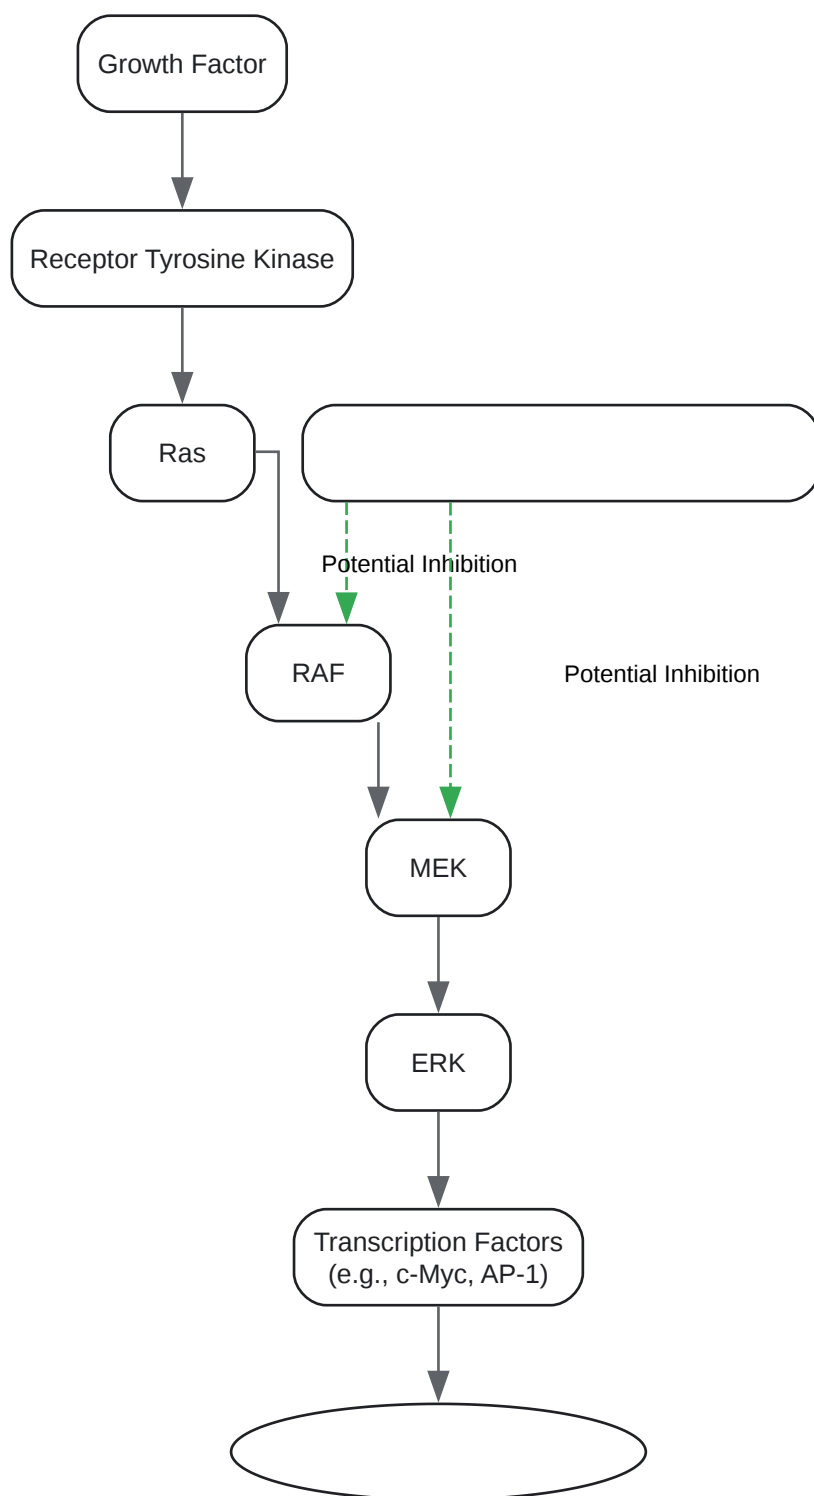 Growth Factor
Receptor Tyrosine Kinase
Ras
Potential Inhibition
RAF
Potential Inhibition
MEK
ERK
Transcription Factors
(e.g., c-Myc, AP-1)